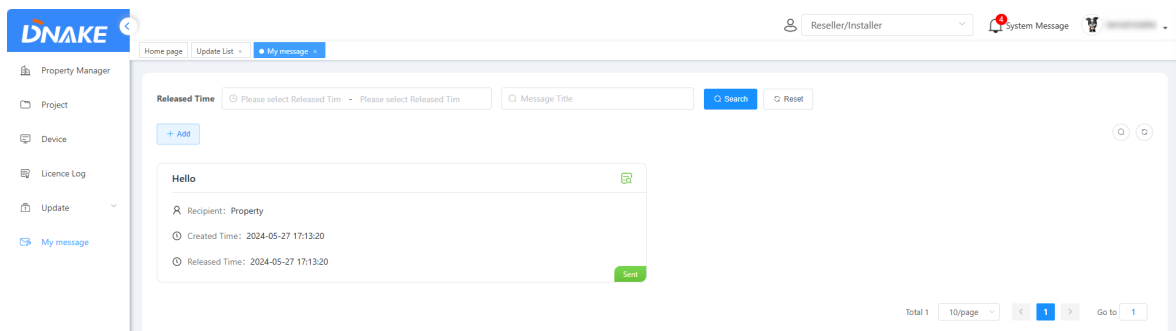 DNAKE
Reseller/Installer
4
System Message
Home page
Update List ×
My message ×
Property Manager
Project
Device
Licence Log
Update
My message
Released Time
Please select Released Tim - Please select Released Tim
Message Title
Search
Reset
+ Add
Hello
Recipient: Property
Created Time: 2024-05-27 17:13:20
Released Time: 2024-05-27 17:13:20
Sent
Total 1 10/page < 1 > Go to 1